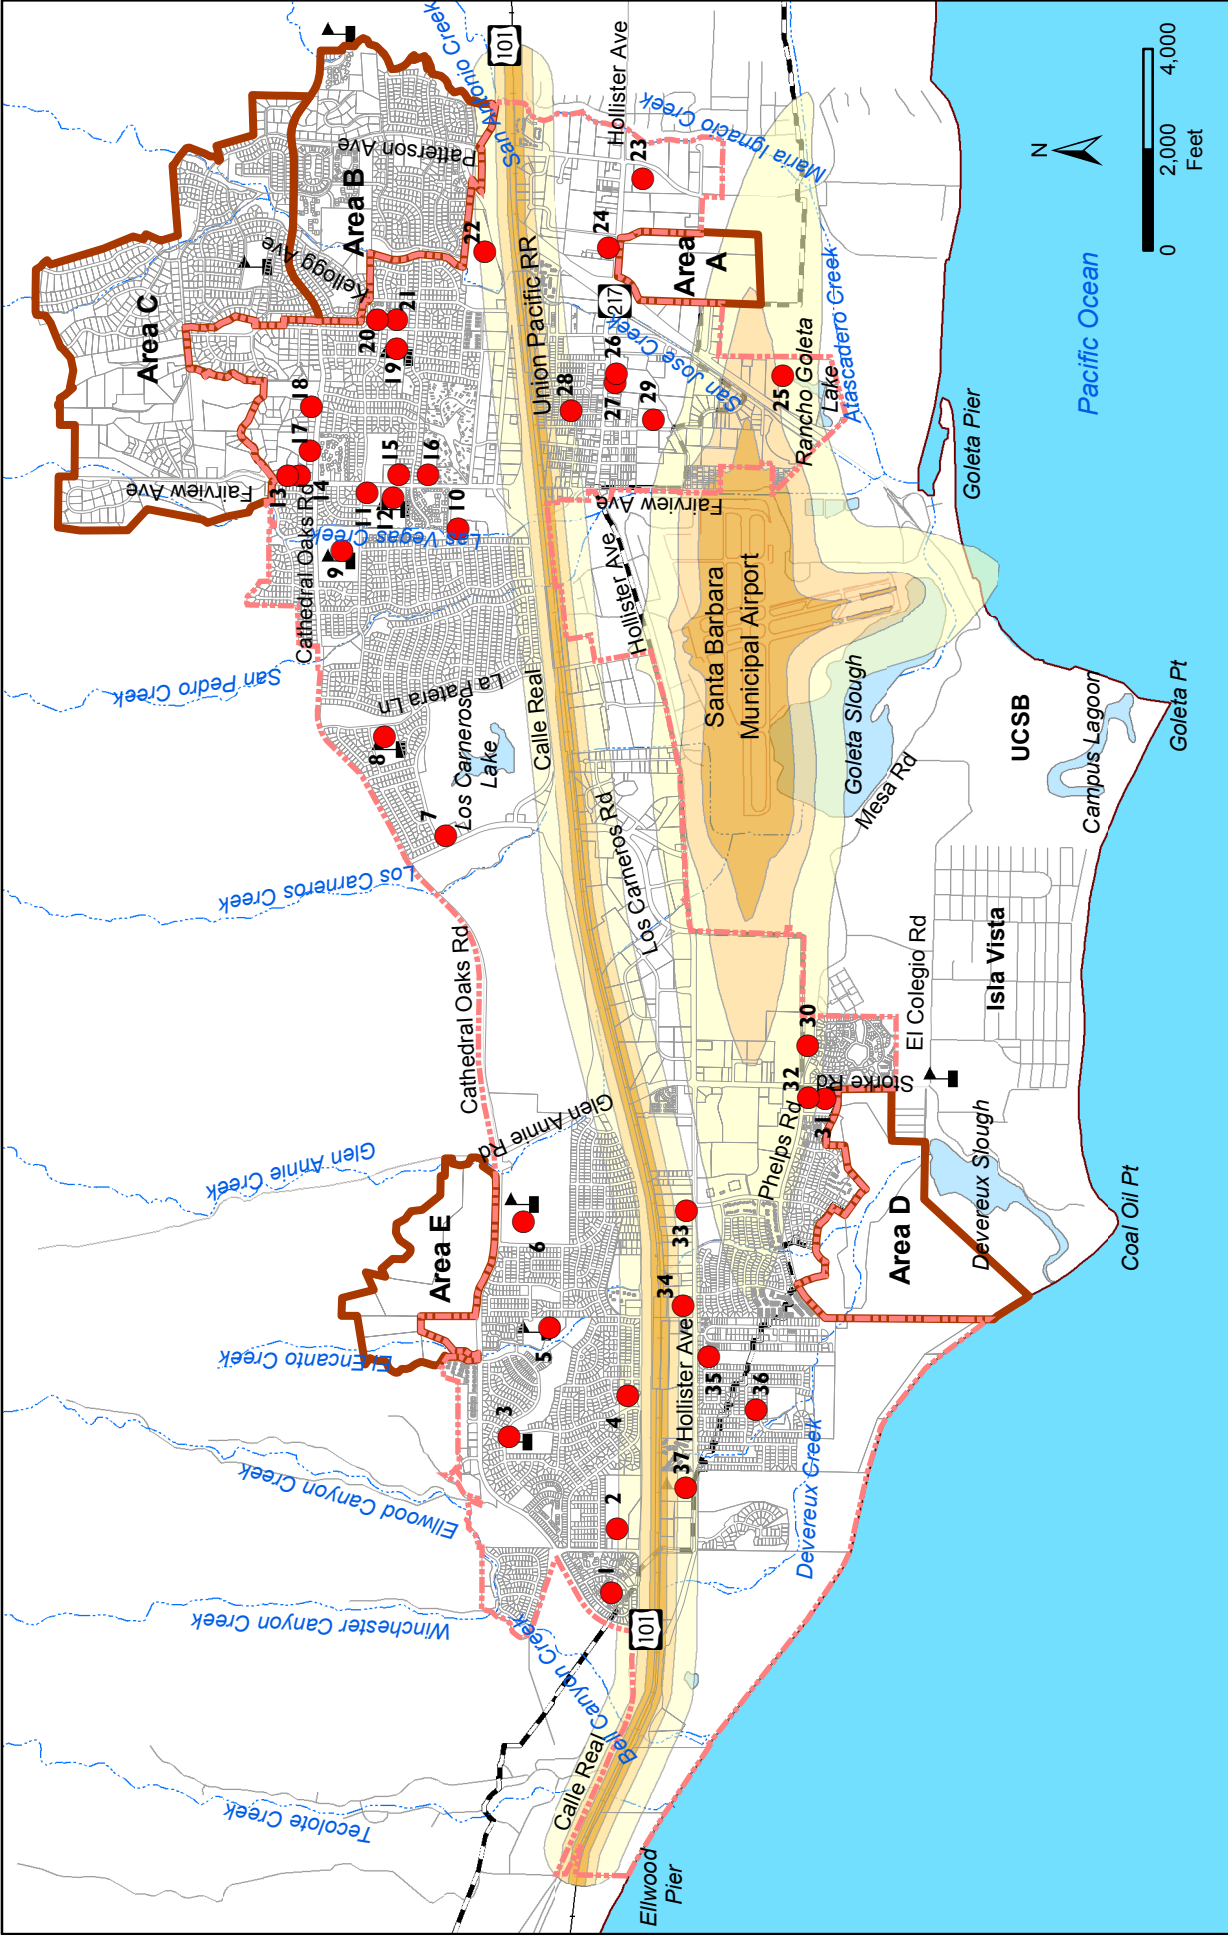 Tecolote Creek
Winchester Canyon Creek
Ellwood Canyon Creek
El Encanto Creek
Glen Annie Creek
Los Carneros Creek
San Pedro Creek
Las Vegas Creek
San Antonio Creek
Maria Ignacio Creek
San Jose Creek
Atascadero Creek
Bell Canyon Creek
Devereux Creek
Area C
Area B
Area
A
Area E
Area D
Fairview Ave
Kellogg Ave
Patterson Ave
Cathedral Oaks Rd
Cathedral Oaks Rd
La Patera Ln
Los Carneros
Lake
Glen Annie Rd
Calle Real
Calle Real
Union Pacific RR
101
101
217
Hollister Ave
Hollister Ave
Hollister Ave
Fairview Ave
Los Carneros Rd
Santa Barbara
Municipal Airport
Rancho Goleta
Lake
Goleta Slough
Mesa Rd
Phelps Rd
Storke Rd
El Colegio Rd
UCSB
Isla Vista
Campus Lagoon
Devereux Slough
Goleta Pier
Goleta Pt
Coal Oil Pt
Ellwood
Pier
Pacific Ocean
N
0
2,000
4,000
Feet
1
2
3
4
5
6
7
8
9
10
11
12
13
14
15
16
17
18
19
20
21
22
23
24
25
26
27
28
29
30
31
32
33
34
35
36
37
San Antonio Creek